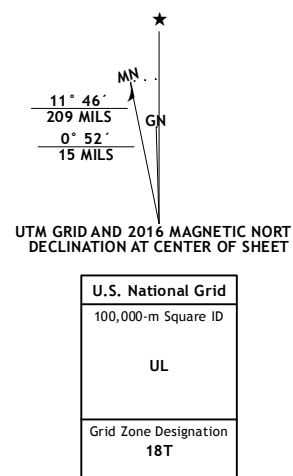 ★
MN
GN
11° 46´
209 MILS
0° 52´
15 MILS
UTM GRID AND 2016 MAGNETIC NORT
DECLINATION AT CENTER OF SHEET
U.S. National Grid
100,000-m Square ID
UL
Grid Zone Designation
18T